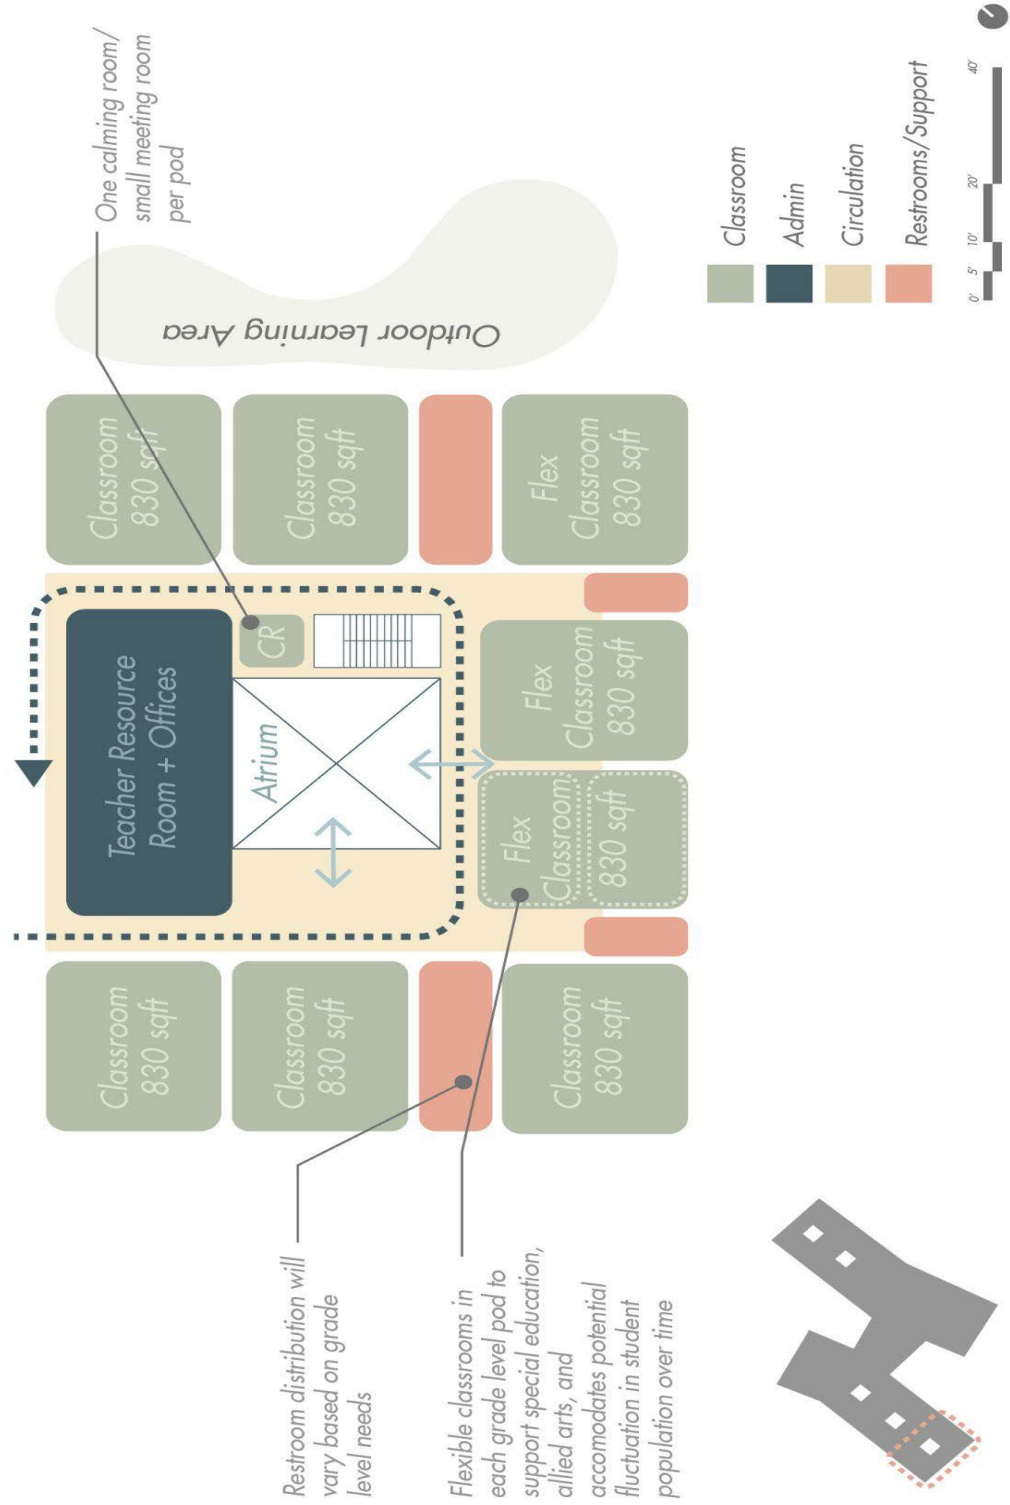 Restroom distribution will
vary based on grade
level needs
Flexible classrooms in
each grade level pod to
support special education,
allied arts, and
accomodates potential
fluctuation in student
population over time
One calming room/
small meeting room
per pod
Classroom
830 sqft
Classroom
830 sqft
Classroom
830 sqft
Teacher Resource
Room + Offices
Atrium
CR
Flex
Classroom
830 sqft
Flex
Classroom
830 sqft
Classroom
830 sqft
Classroom
830 sqft
Flex
Classroom
830 sqft
Outdoor Learning Area
Classroom
Admin
Circulation
Restrooms/Support
0' 5' 10' 20' 40'